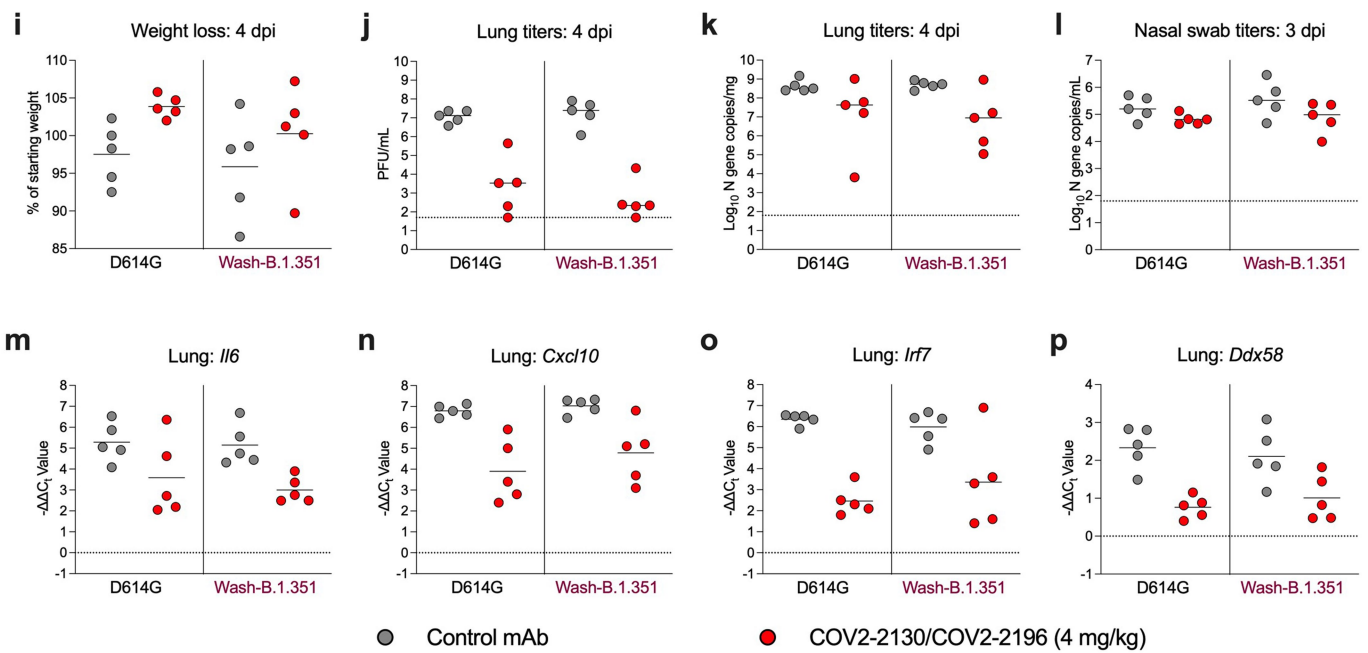 i
Weight loss: 4 dpi
% of starting weight
110
105
100
95
90
85
D614G
Wash-B.1.351
j
Lung titers: 4 dpi
PFU/mL
10
9
8
7
6
5
4
3
2
1
0
D614G
Wash-B.1.351
k
Lung titers: 4 dpi
Log10 N gene copies/mg
10
9
8
7
6
5
4
3
2
1
0
D614G
Wash-B.1.351
l
Nasal swab titers: 3 dpi
Log10 N gene copies/mL
7
6
5
4
3
2
1
0
D614G
Wash-B.1.351
m
Lung: Il6
-ΔΔCt Value
8
7
6
5
4
3
2
1
0
-1
D614G
Wash-B.1.351
n
Lung: Cxcl10
-ΔΔCt Value
8
7
6
5
4
3
2
1
0
-1
D614G
Wash-B.1.351
o
Lung: Irf7
-ΔΔCt Value
8
7
6
5
4
3
2
1
0
-1
D614G
Wash-B.1.351
p
Lung: Ddx58
-ΔΔCt Value
4
3
2
1
0
-1
D614G
Wash-B.1.351
Control mAb
COV2-2130/COV2-2196 (4 mg/kg)